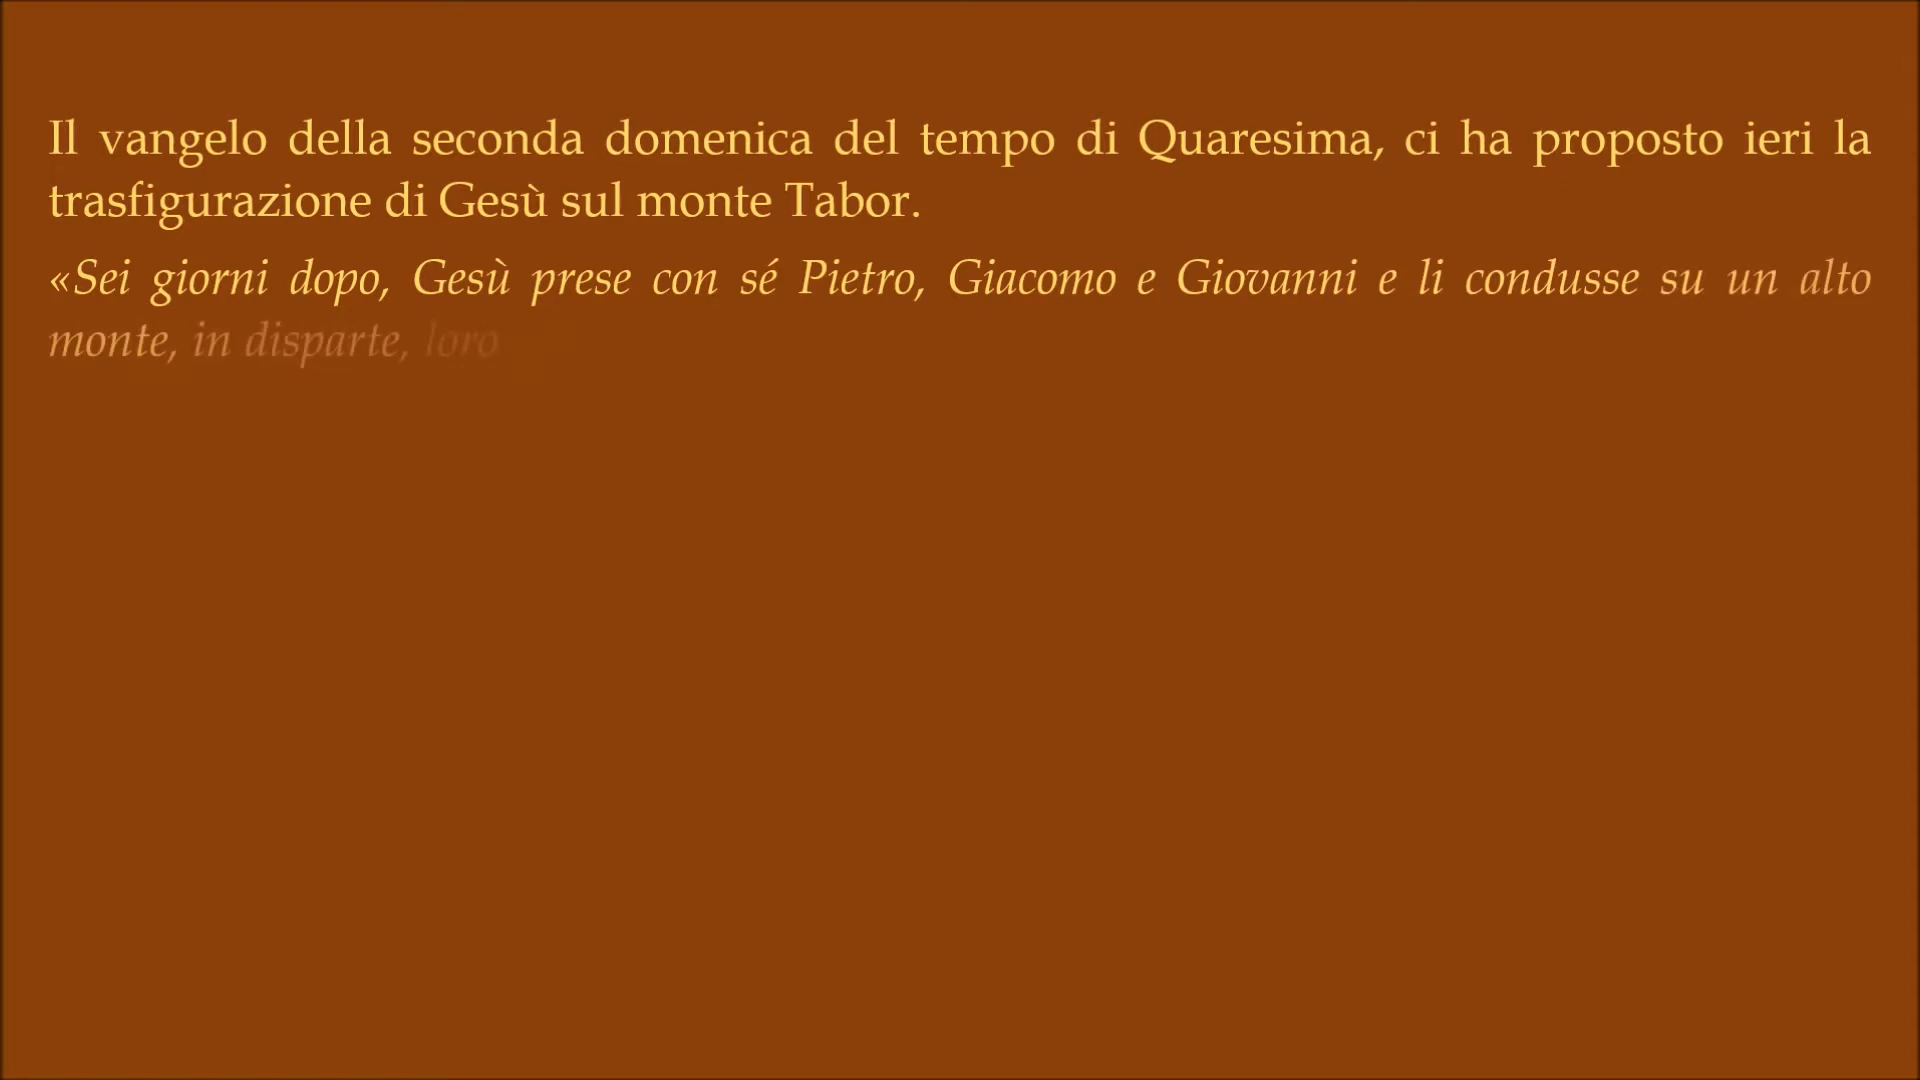 Il vangelo della seconda domenica del tempo di Quaresima, ci ha proposto ieri la
trasfigurazione di Gesù sul monte Tabor.
«Sei giorni dopo, Gesù prese con sé Pietro, Giacomo e Giovanni e li condusse su un alto
monte, in disparte, loro